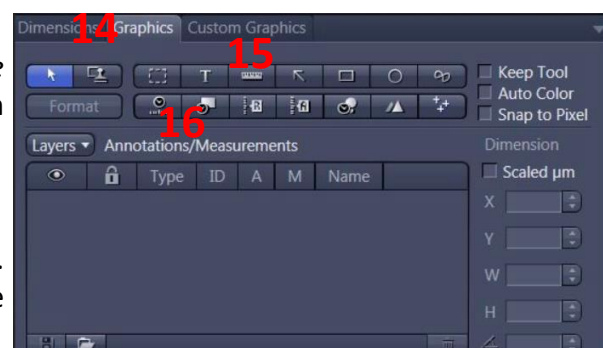 14
Dimensions Graphics Custom Graphics
15
T
Keep Tool
Auto Color
Format
16
Snap to Pixel
Layers Annotations/Measurements
Dimension
Type ID A M Name
Scaled µm
X
Y
W
H